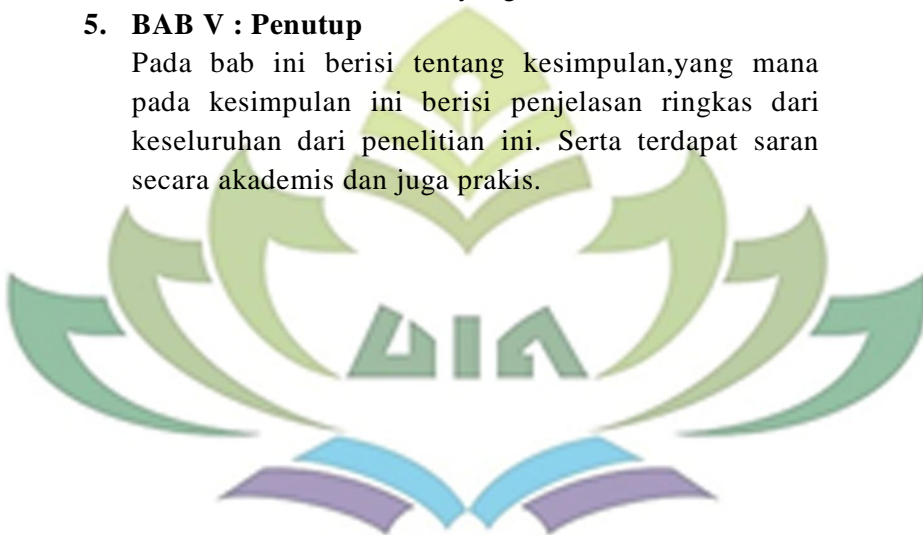 5. BAB V : Penutup
Pada bab ini berisi tentang kesimpulan,yang mana
pada kesimpulan ini berisi penjelasan ringkas dari
keseluruhan dari penelitian ini. Serta terdapat saran
secara akademis dan juga prakis.
UIN